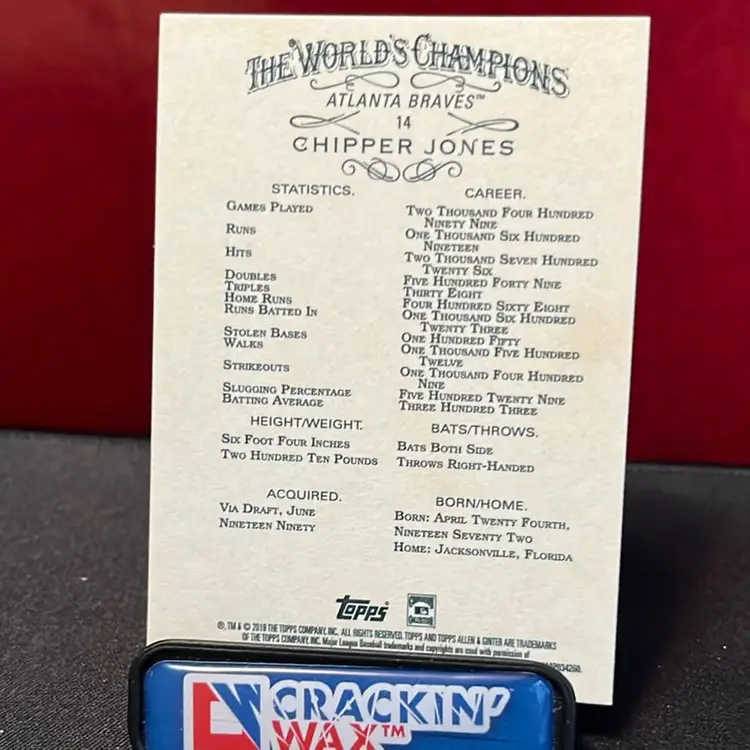 THE WORLD'S CHAMPIONS
ATLANTA BRAVES™
14
CHIPPER JONES
STATISTICS. CAREER.
GAMES PLAYED TWO THOUSAND FOUR HUNDRED
NINETY NINE
RUNS ONE THOUSAND SIX HUNDRED
NINETEEN
HITS TWO THOUSAND SEVEN HUNDRED
TWENTY SIX
DOUBLES FIVE HUNDRED FORTY NINE
TRIPLES THIRTY EIGHT
HOME RUNS FOUR HUNDRED SIXTY EIGHT
RUNS BATTED IN ONE THOUSAND SIX HUNDRED
TWENTY THREE
STOLEN BASES ONE HUNDRED FIFTY
WALKS ONE THOUSAND FIVE HUNDRED
TWELVE
STRIKEOUTS ONE THOUSAND FOUR HUNDRED
NINE
SLUGGING PERCENTAGE FIVE HUNDRED TWENTY NINE
BATTING AVERAGE THREE HUNDRED THREE
HEIGHT/WEIGHT.
SIX FOOT FOUR INCHES
TWO HUNDRED TEN POUNDS
BATS/THROWS.
BATS BOTH SIDE
THROWS RIGHT-HANDED
ACQUIRED.
VIA DRAFT, JUNE
NINETEEN NINETY
BORN/HOME.
BORN: APRIL TWENTY FOURTH,
NINETEEN SEVENTY TWO
HOME: JACKSONVILLE, FLORIDA
topps
®, TM & © 2019 THE TOPPS COMPANY, INC. ALL RIGHTS RESERVED. TOPPS AND TOPPS ALLEN & GINTER ARE TRADEMARKS
OF THE TOPPS COMPANY, INC. Major League Baseball trademarks and copyrights are used with permission of
CRACKIN'
WAX™